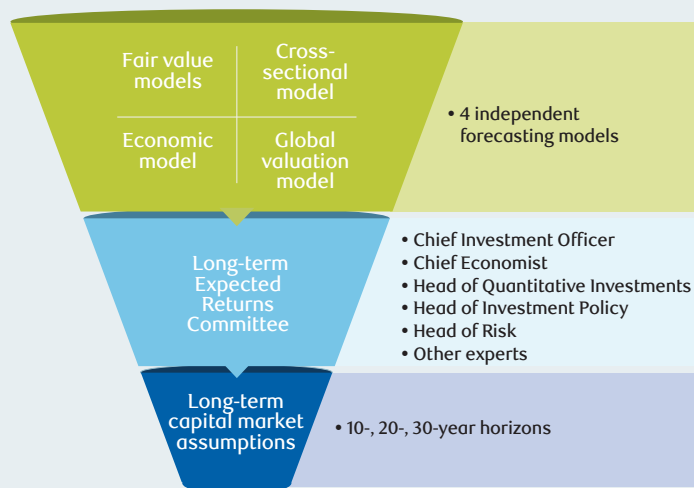 Fair value
models
Cross-
sectional
model
Economic
model
Global
valuation
model
• 4 independent
forecasting models
Long-term
Expected
Returns
Committee
• Chief Investment Officer
• Chief Economist
• Head of Quantitative Investments
• Head of Investment Policy
• Head of Risk
• Other experts
Long-term
capital market
assumptions
• 10-, 20-, 30-year horizons